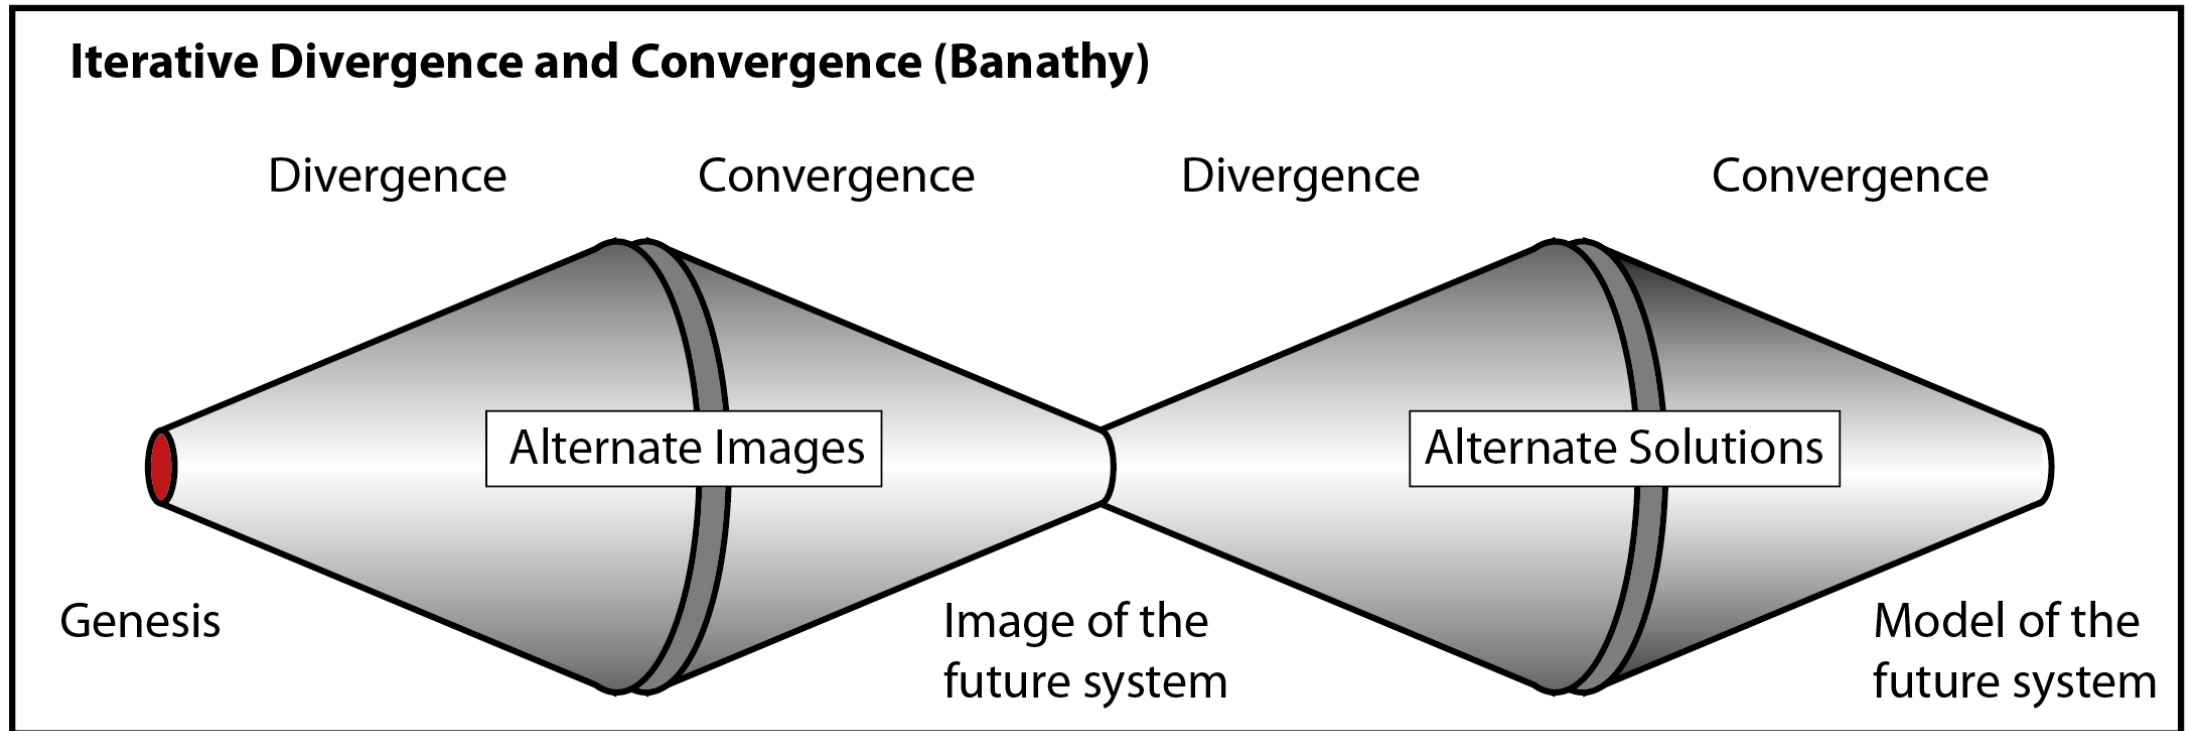 Iterative Divergence and Convergence (Banathy)
Divergence
Convergence
Divergence
Convergence
Alternate Images
Alternate Solutions
Genesis
Image of the
future system
Model of the
future system